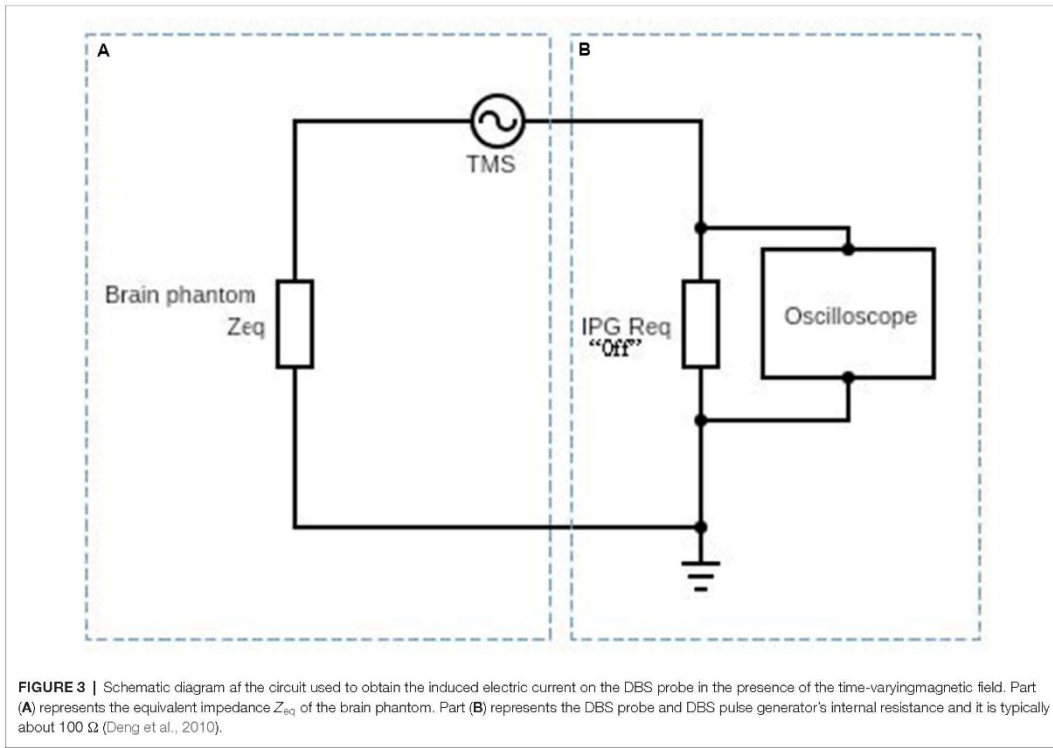 A
B
TMS
Brain phantom
Zeq
IPG Req
“Off”
Oscilloscope
FIGURE 3 | Schematic diagram af the circuit used to obtain the induced electric current on the DBS probe in the presence of the time-varyingmagnetic field. Part
(A) represents the equivalent impedance Zeq of the brain phantom. Part (B) represents the DBS probe and DBS pulse generator's internal resistance and it is typically
about 100 Ω (Deng et al., 2010).